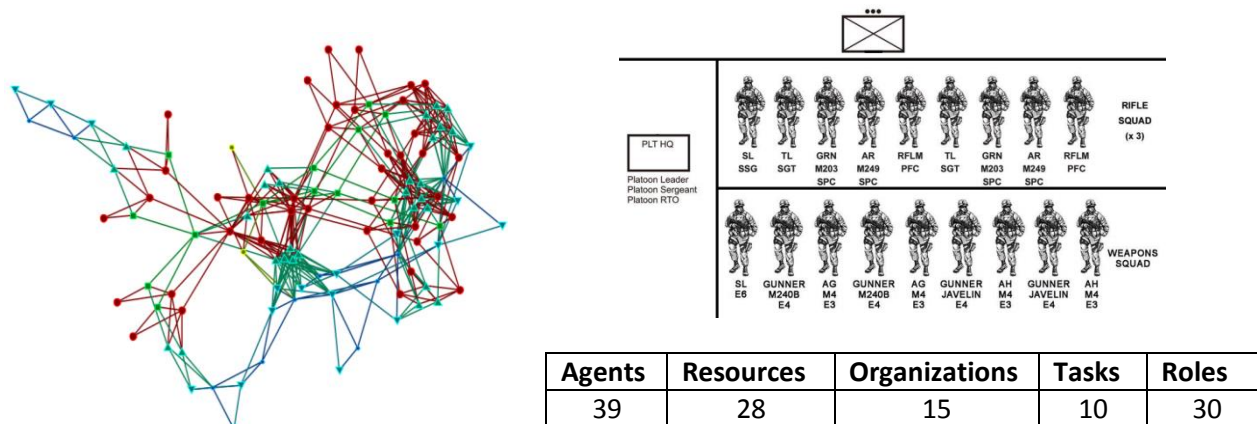 PLT HQ
Platoon Leader
Platoon Sergeant
Platoon RTO
SL TL GRN AR RFLM TL GRN AR RFLM
SSG SGT M203 M249 PFC SGT M203 M249 PFC
SPC SPC SPC SPC
RIFLE
SQUAD
(x 3)
SL GUNNER AG GUNNER AG GUNNER AH GUNNER AH
E6 M240B M4 M240B M4 JAVELIN M4 JAVELIN M4
E4 E3 E4 E3 E4 E3 E4 E3
WEAPONS
SQUAD
Agents Resources Organizations Tasks Roles
39 28 15 10 30